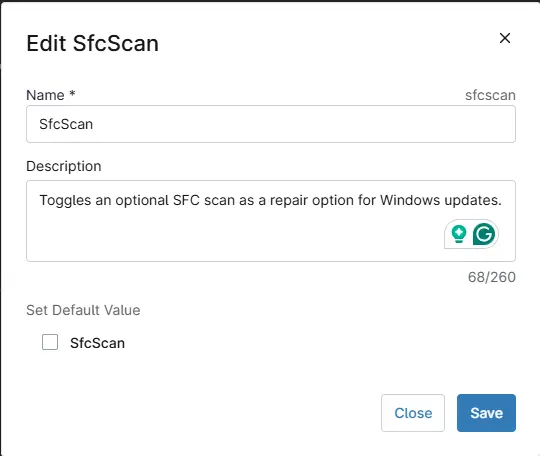 Edit SfcScan
Name * sfcscan
SfcScan
Description
Toggles an optional SFC scan as a repair option for Windows updates.
68/260
Set Default Value
SfcScan
Close Save